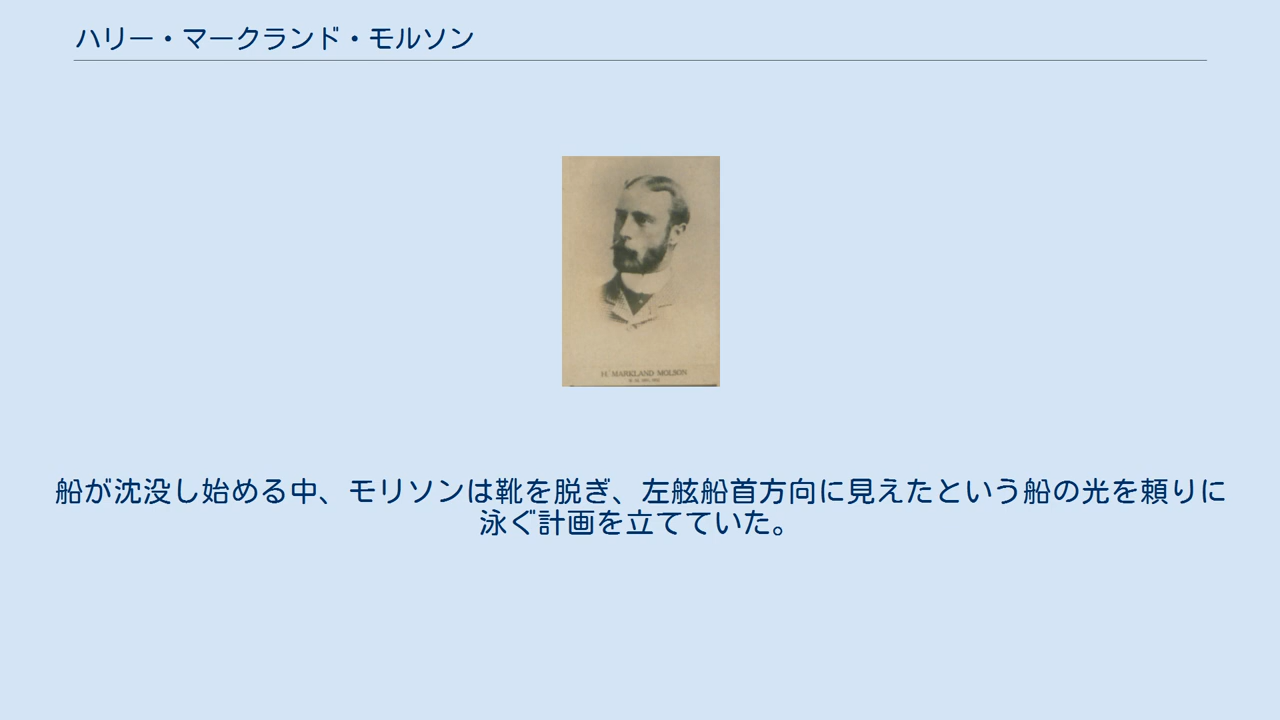 ハリー・マークランド・モルソン
H. MARKLAND MOLSON
船が沈没し始める中、モリソンは靴を脱ぎ、左舷船首方向に見えたという船の光を頼りに
泳ぐ計画を立てていた。